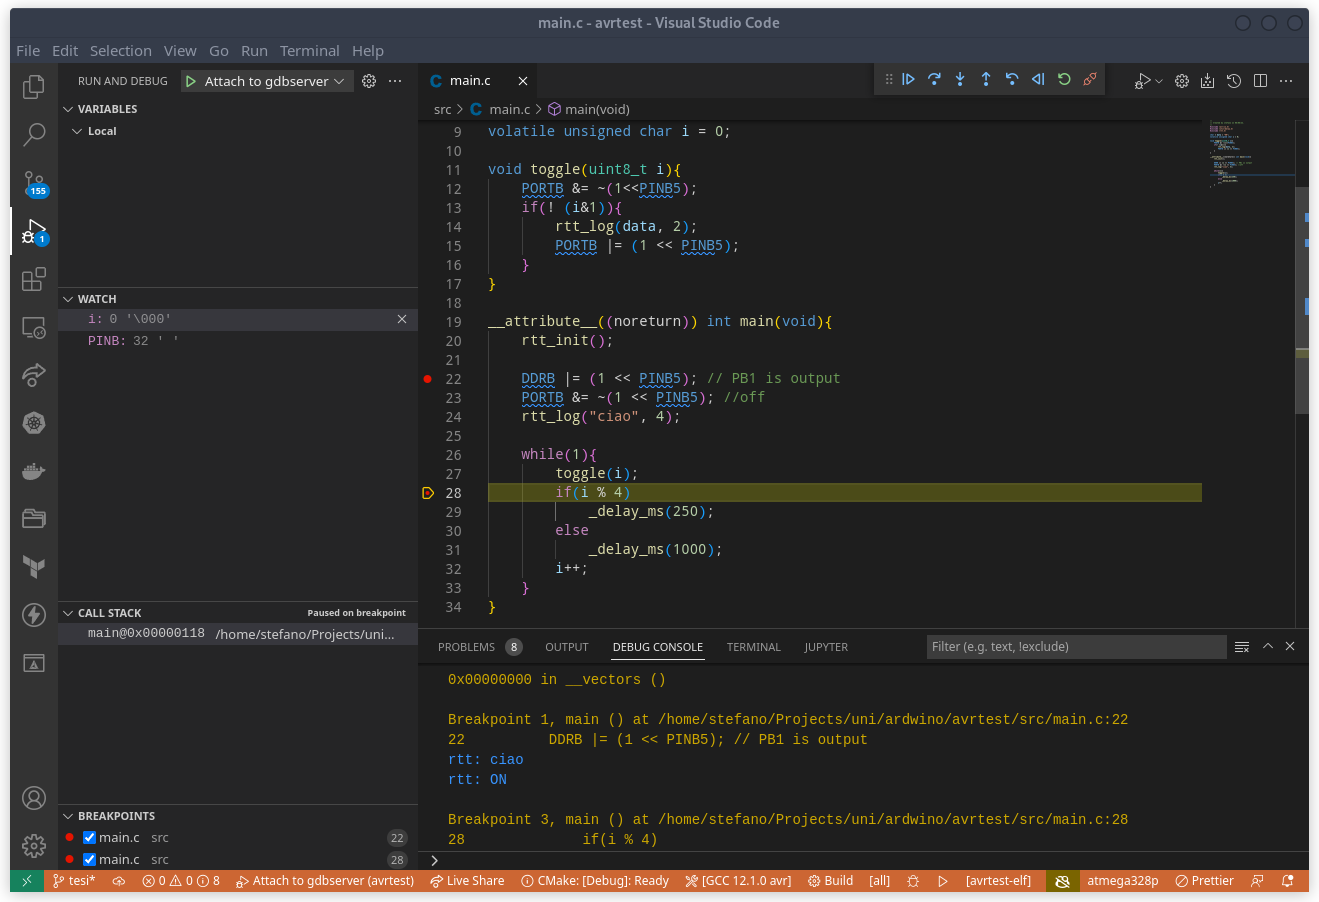 main.c - avrtest - Visual Studio Code
File Edit Selection View Go Run Terminal Help
RUN AND DEBUG Attach to gdbserver
VARIABLES
Local
155
1
WATCH
i: 0 '\000'
PINB: 32 ' '
CALL STACK Paused on breakpoint
main@0x00000118 /home/stefano/Projects/uni...
BREAKPOINTS
main.c src 22
main.c src 28
C main.c
src > C main.c > main(void)
9 volatile unsigned char i = 0;
10
11 void toggle(uint8_t i){
12 PORTB &= ~(1<<PINB5);
13 if(! (i&1)){
14 rtt_log(data, 2);
15 PORTB |= (1 << PINB5);
16 }
17 }
18
19 __attribute__((noreturn)) int main(void){
20 rtt_init();
21
22 DDRB |= (1 << PINB5); // PB1 is output
23 PORTB &= ~(1 << PINB5); //off
24 rtt_log("ciao", 4);
25
26 while(1){
27 toggle(i);
28 if(i % 4)
29 _delay_ms(250);
30 else
31 _delay_ms(1000);
32 i++;
33 }
34 }
PROBLEMS 8 OUTPUT DEBUG CONSOLE TERMINAL JUPYTER Filter (e.g. text, !exclude)
0x00000000 in __vectors ()
Breakpoint 1, main () at /home/stefano/Projects/uni/ardwino/avrtest/src/main.c:22
22 DDRB |= (1 << PINB5); // PB1 is output
rtt: ciao
rtt: ON
Breakpoint 3, main () at /home/stefano/Projects/uni/ardwino/avrtest/src/main.c:28
28 if(i % 4)
>
tesi* 0 0 8 Attach to gdbserver (avrtest) Live Share CMake: [Debug]: Ready [GCC 12.1.0 avr] Build [all] [avrtest-elf] atmega328p Prettier